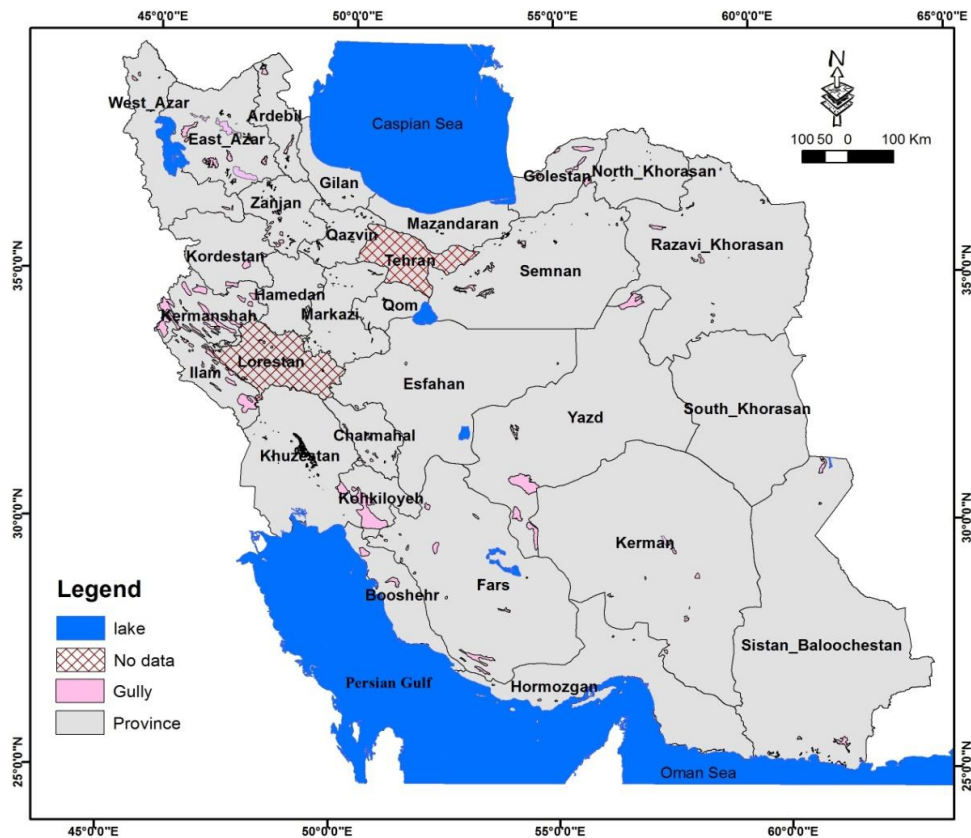 45°0'0"E 50°0'0"E 55°0'0"E 60°0'0"E 65°0'0"E
N
West_Azar
Ardebil
East_Azar
Caspian Sea
100 50 0 100 Km
Gilan
Golestan
North_Khorasan
Zanjan
Mazandaran
Qazvin
Razavi_Khorasan
Tehran
Kordestan
Semnan
35°0'0"N
35°0'0"N
Hamedan
Qom
Kermanshah
Markazi
Lorestan
Ilam
Esfahan
Yazd
South_Khorasan
Charmahal
Khuzestan
Kohkiloyeh
30°0'0"N
30°0'0"N
Kerman
Fars
Booshehr
Legend
lake
No data
Gully
Province
Sistan_Baloochestan
Persian Gulf
Hormozgan
25°0'0"N
25°0'0"N
Oman Sea
45°0'0"E 50°0'0"E 55°0'0"E 60°0'0"E